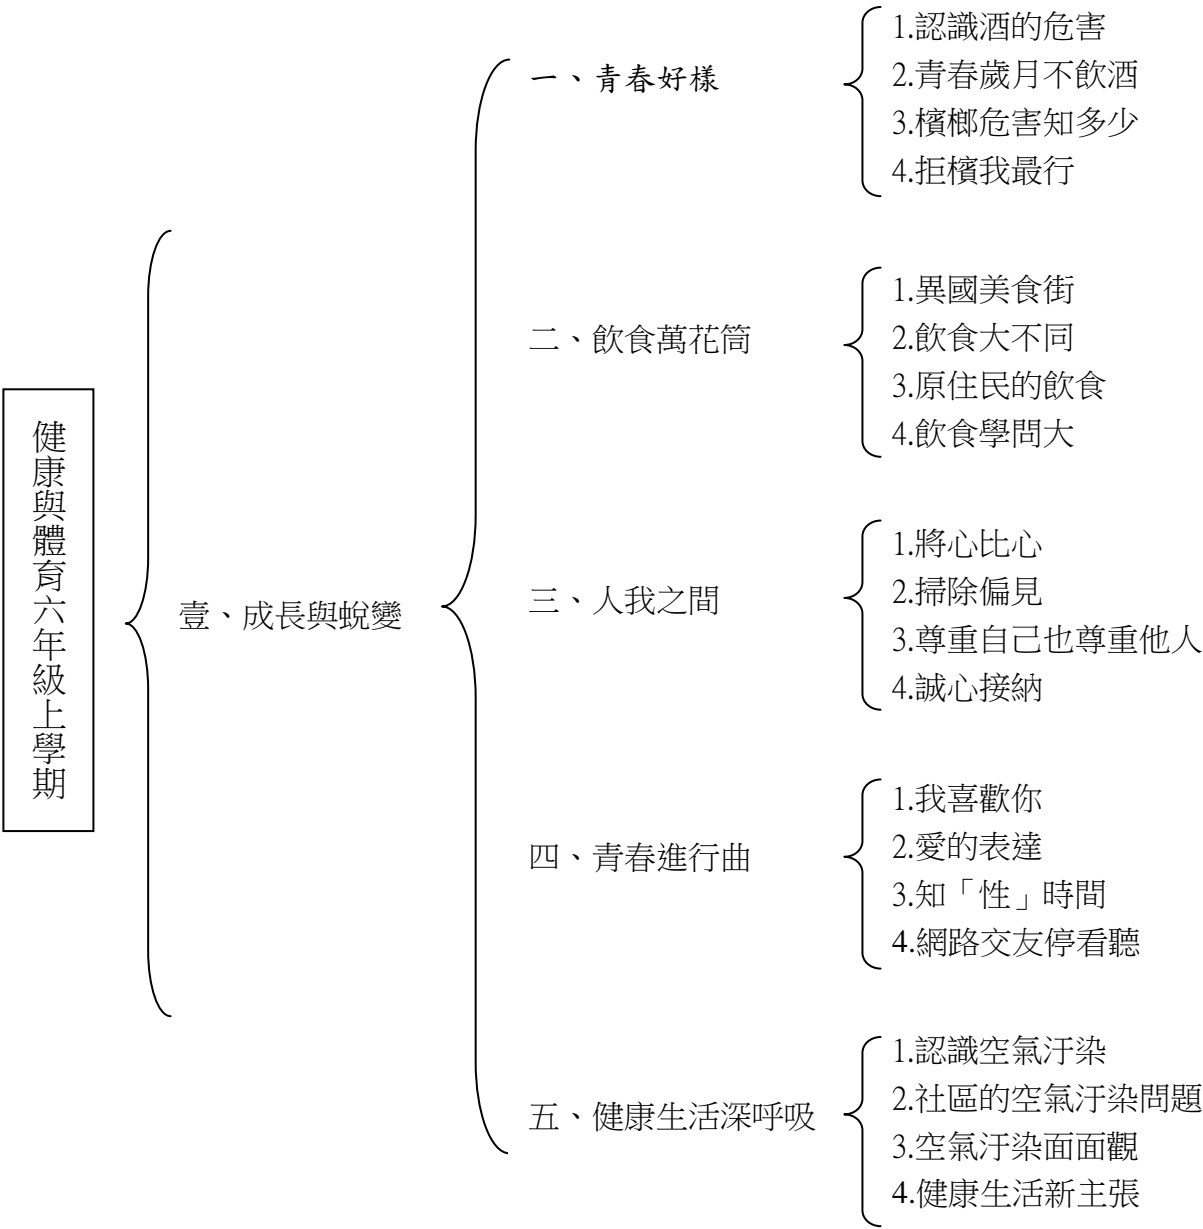 健康與體育六年級上學期
壹、成長與蛻變
一、青春好樣
1.認識酒的危害
2.青春歲月不飲酒
3.檳榔危害知多少
4.拒檳我最行
二、飲食萬花筒
1.異國美食街
2.飲食大不同
3.原住民的飲食
4.飲食學問大
三、人我之間
1.將心比心
2.掃除偏見
3.尊重自己也尊重他人
4.誠心接納
四、青春進行曲
1.我喜歡你
2.愛的表達
3.知「性」時間
4.網路交友停看聽
五、健康生活深呼吸
1.認識空氣汙染
2.社區的空氣汙染問題
3.空氣汙染面面觀
4.健康生活新主張